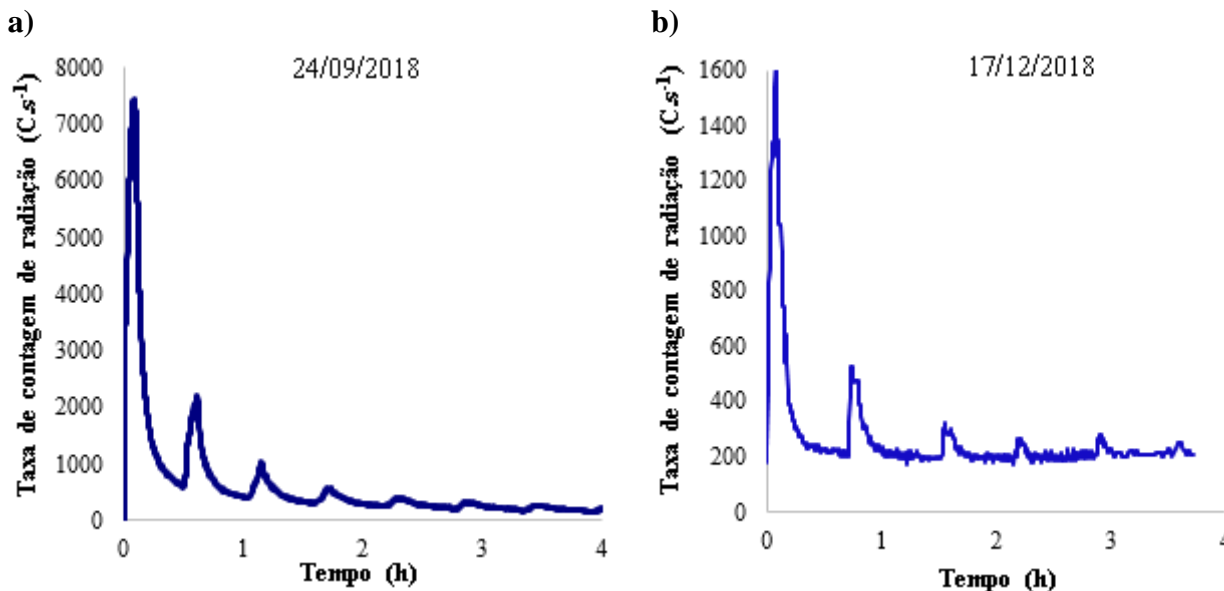 a)
24/09/2018
Taxa de contagem de radiação (C.s-1)
8000
7000
6000
5000
4000
3000
2000
1000
0
0 1 2 3 4
Tempo (h)
b)
17/12/2018
Taxa de contagem de radiação (C.s-1)
1600
1400
1200
1000
800
600
400
200
0
0 1 2 3 4
Tempo (h)